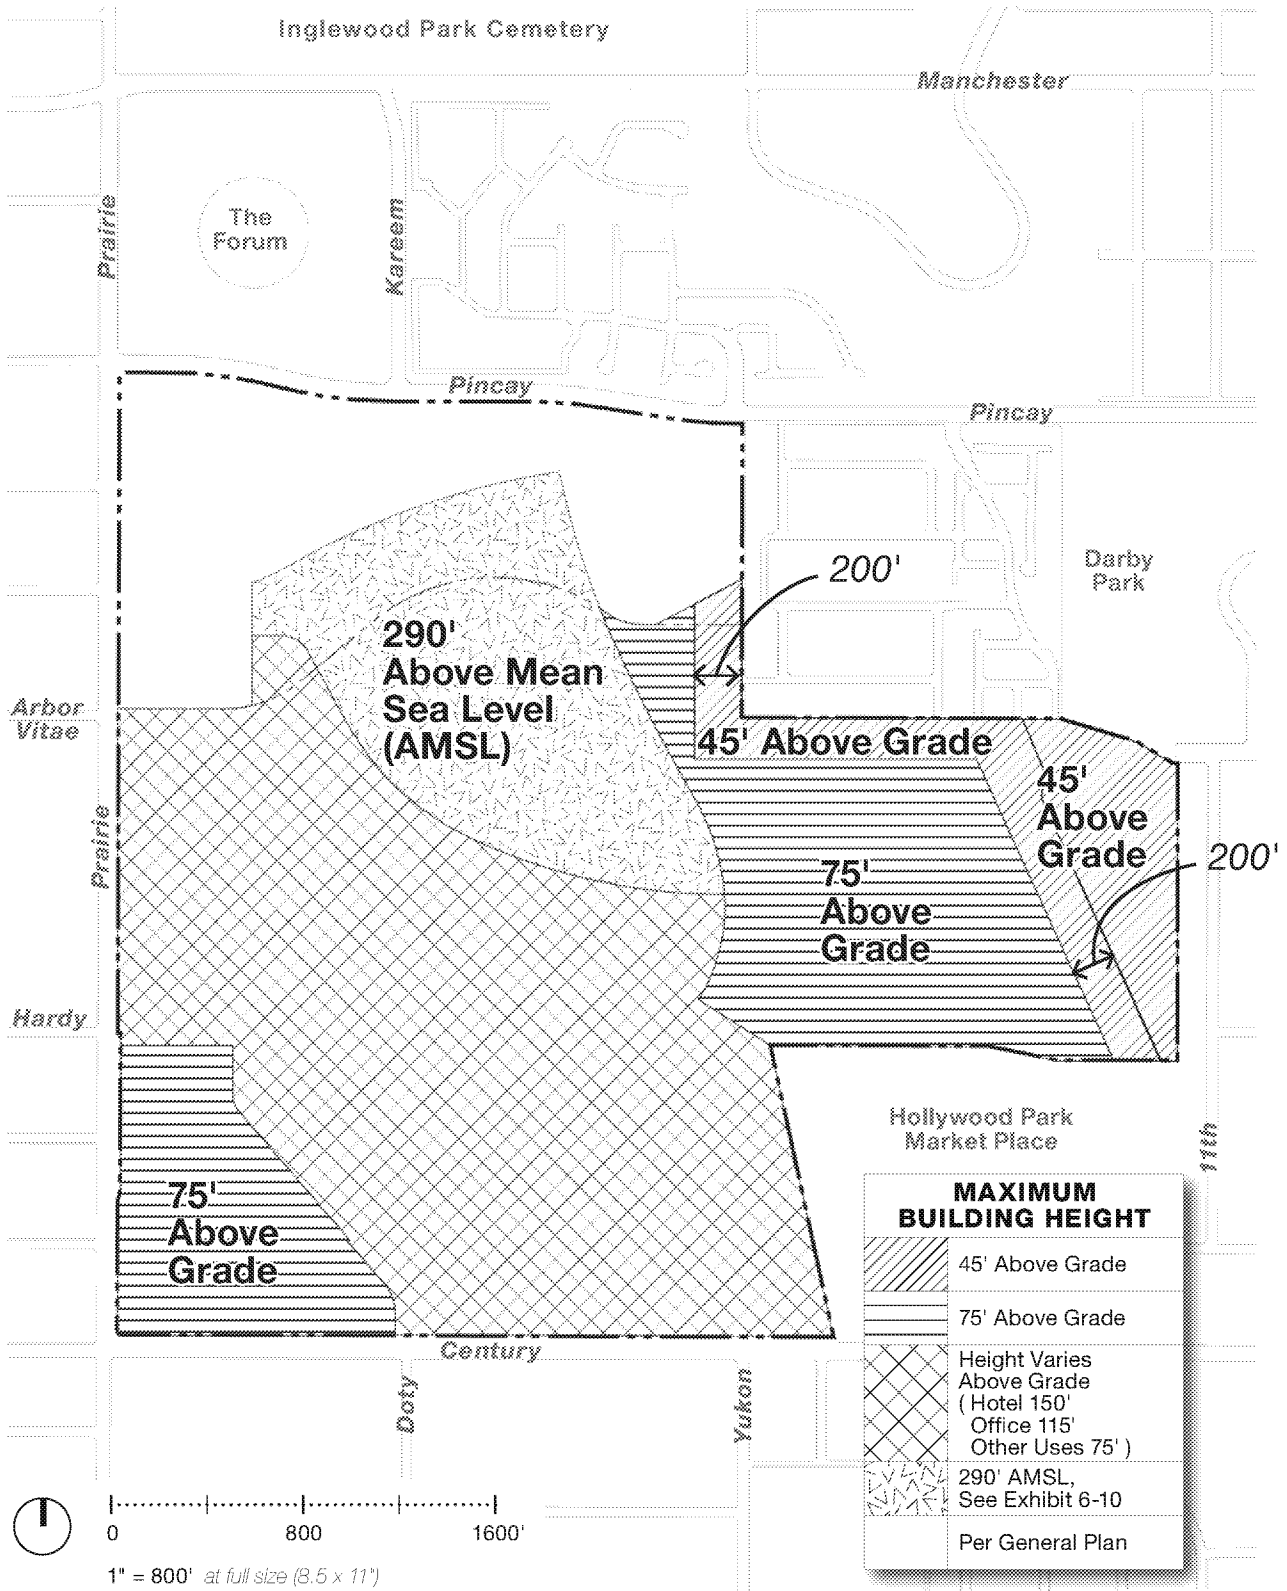 Inglewood Park Cemetery
Manchester
Prairie
The
Forum
Kareem
Pincay
Pincay
200'
Darby
Park
290'
Above Mean
Sea Level
(AMSL)
Arbor
Vitae
45' Above Grade
45'
Above
Grade
200'
Prairie
75'
Above
Grade
Hardy
Hollywood Park
Market Place
11th
75'
Above
Grade
MAXIMUM
BUILDING HEIGHT
45' Above Grade
75' Above Grade
Height Varies
Above Grade
( Hotel 150'
Office 115'
Other Uses 75' )
290' AMSL,
See Exhibit 6-10
Per General Plan
Century
Doty
Yukon
0 800 1600'
1" = 800' at full size (8.5 x 11")